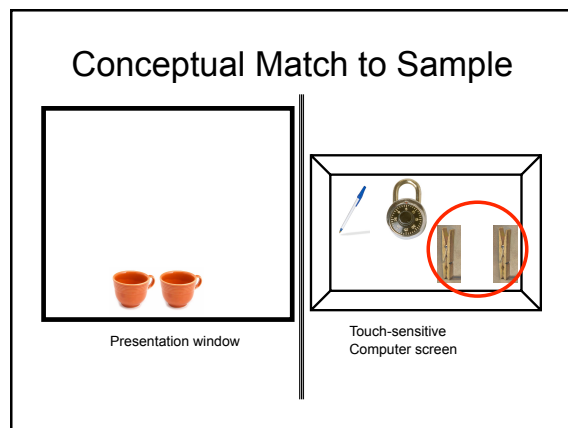 Conceptual Match to Sample
Presentation window
Touch-sensitive
Computer screen